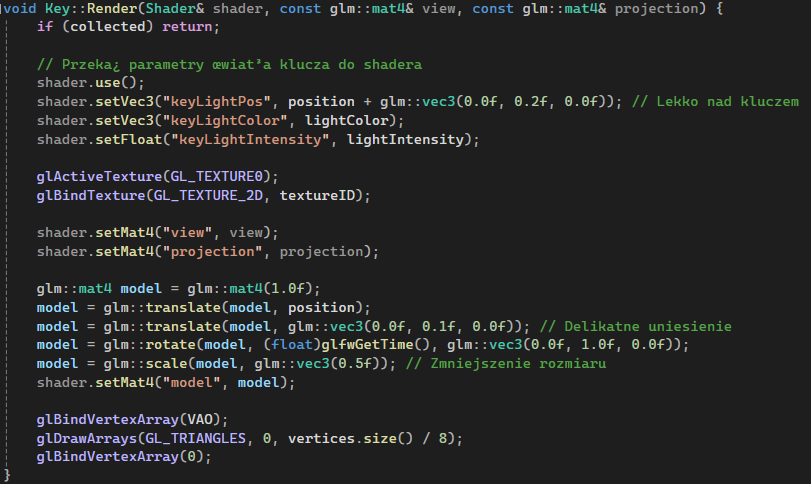 void Key::Render(Shader& shader, const glm::mat4& view, const glm::mat4& projection) {
    if (collected) return;

    // Przeka¿ parametry œwiat³a klucza do shadera
    shader.use();
    shader.setVec3("keyLightPos", position + glm::vec3(0.0f, 0.2f, 0.0f)); // Lekko nad kluczem
    shader.setVec3("keyLightColor", lightColor);
    shader.setFloat("keyLightIntensity", lightIntensity);

    glActiveTexture(GL_TEXTURE0);
    glBindTexture(GL_TEXTURE_2D, textureID);

    shader.setMat4("view", view);
    shader.setMat4("projection", projection);

    glm::mat4 model = glm::mat4(1.0f);
    model = glm::translate(model, position);
    model = glm::translate(model, glm::vec3(0.0f, 0.1f, 0.0f)); // Delikatne uniesienie
    model = glm::rotate(model, (float)glfwGetTime(), glm::vec3(0.0f, 1.0f, 0.0f));
    model = glm::scale(model, glm::vec3(0.5f)); // Zmniejszenie rozmiaru
    shader.setMat4("model", model);

    glBindVertexArray(VAO);
    glDrawArrays(GL_TRIANGLES, 0, vertices.size() / 8);
    glBindVertexArray(0);
}